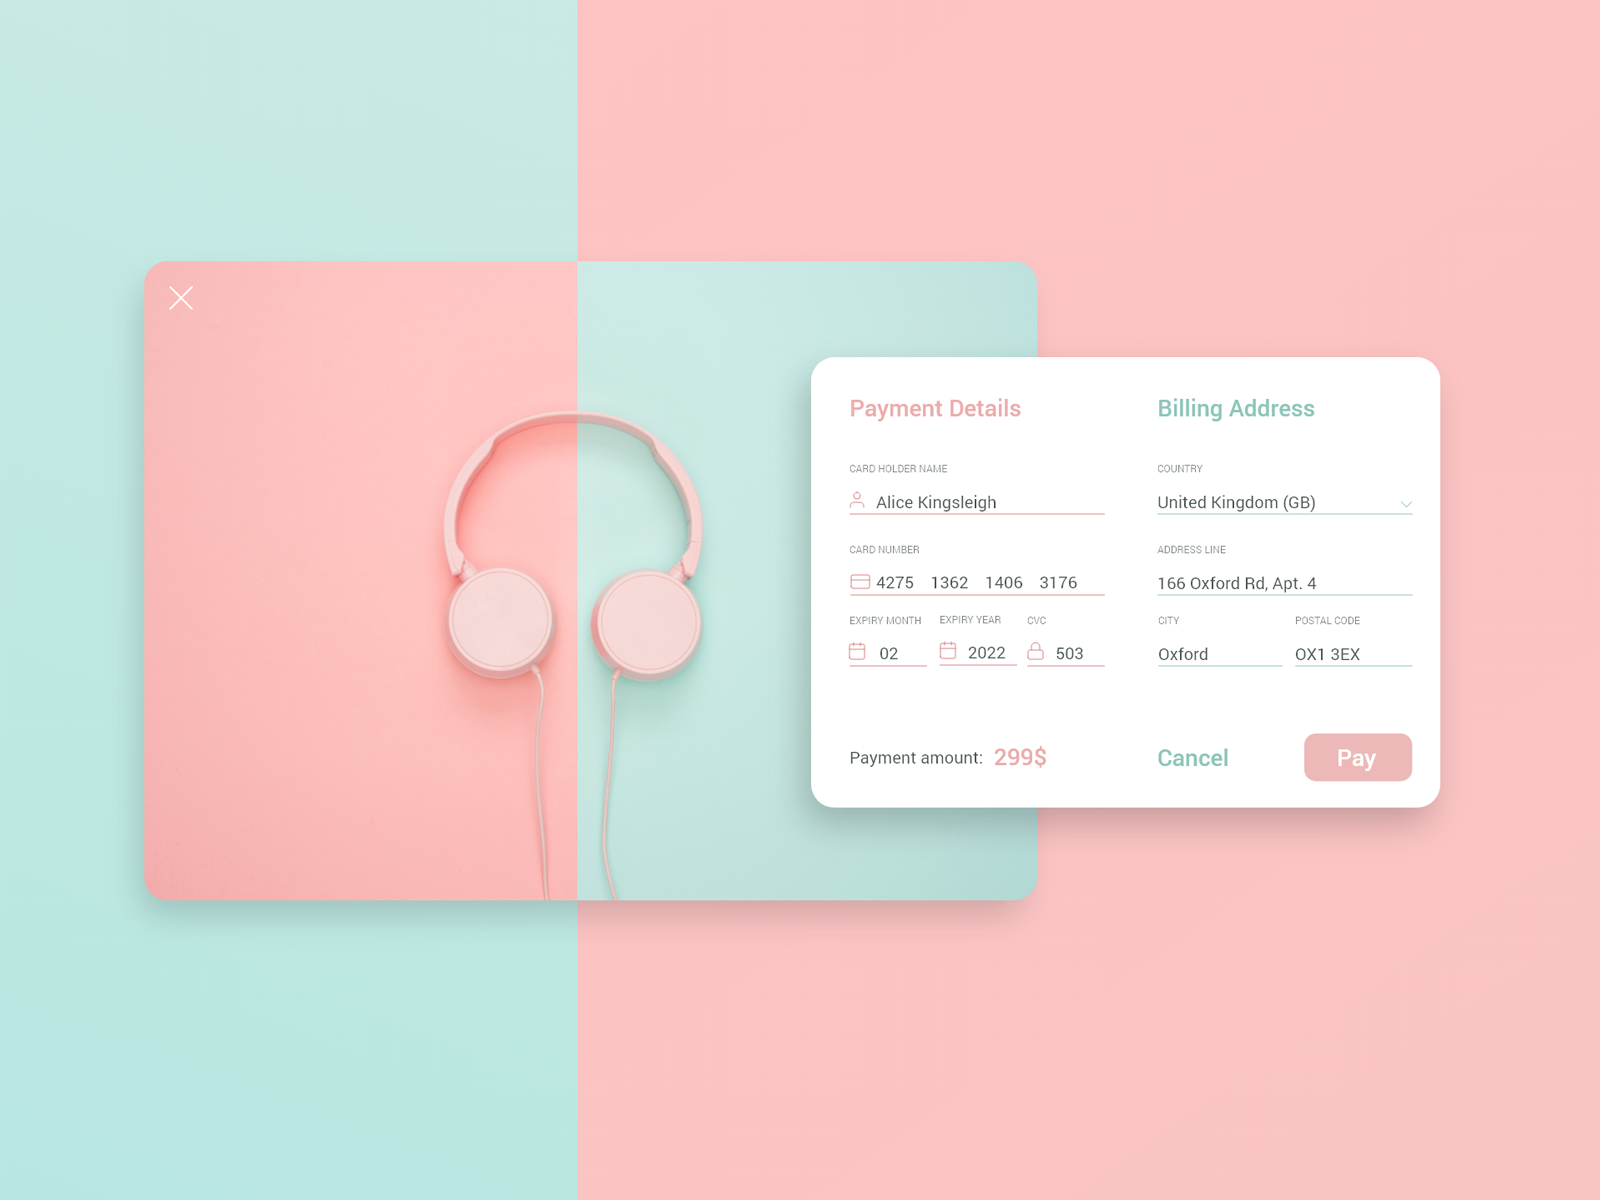 Payment Details
CARD HOLDER NAME
Alice Kingsleigh
CARD NUMBER
4275 1362 1406 3176
EXPIRY MONTH EXPIRY YEAR CVC
02 2022 503
Payment amount: 299$
Billing Address
COUNTRY
United Kingdom (GB)
ADDRESS LINE
166 Oxford Rd, Apt. 4
CITY POSTAL CODE
Oxford OX1 3EX
Cancel Pay